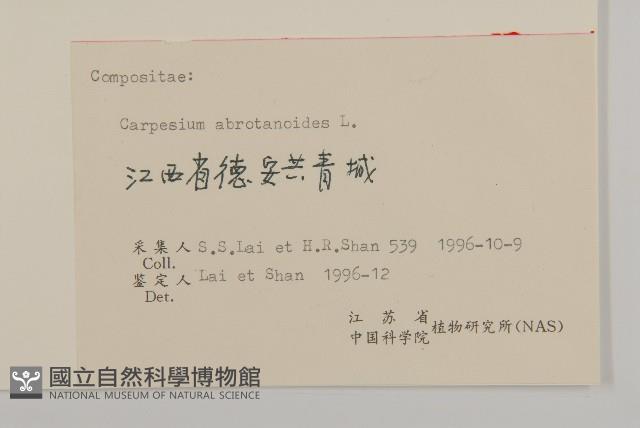 Compositae:
Carpesium abrotanoides L.
江西省德安共青城
采集人 S.S.Lai et H.R.Shan 539 1996-10-9
Coll.
鉴定人 Lai et Shan 1996-12
Det.
江苏省
中国科学院 植物研究所(NAS)
國立自然科學博物館
NATIONAL MUSEUM OF NATURAL SCIENCE